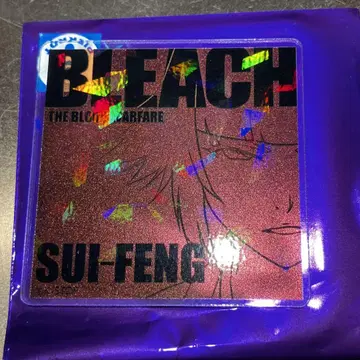 BLEACH
THE BLOOD WARFARE
SUI-FENG